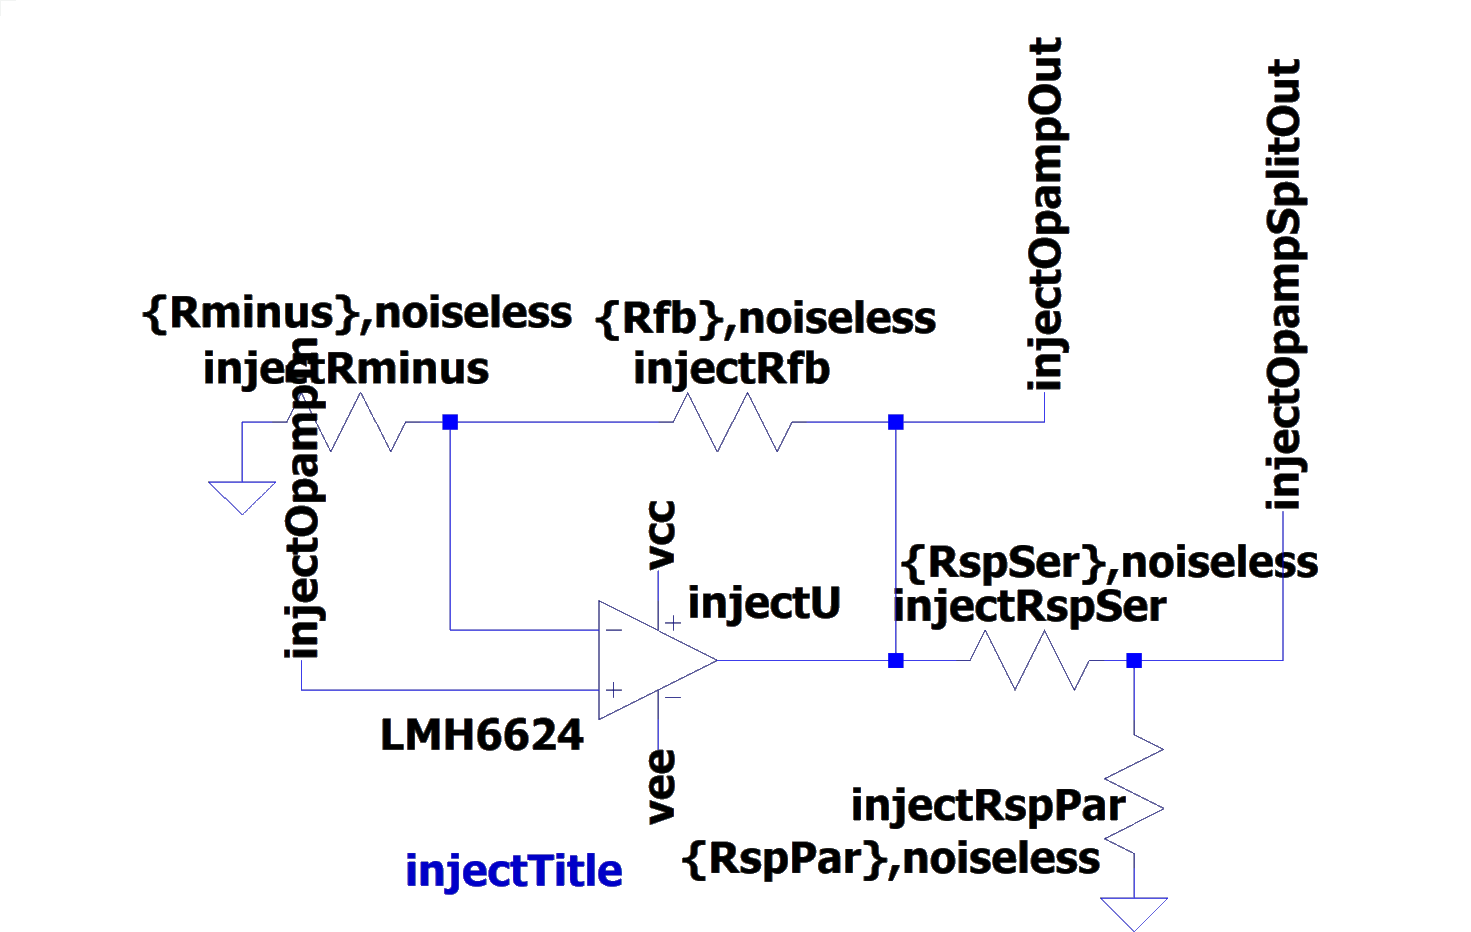 injectOpampOut
injectOpampSplitOut
{Rminus},noiseless
{Rfb},noiseless
injectRminus
injectRfb
injectOpampIn
vcc
{RspSer},noiseless
injectU
injectRspSer
LMH6624
vee
injectRspPar
{RspPar},noiseless
injectTitle